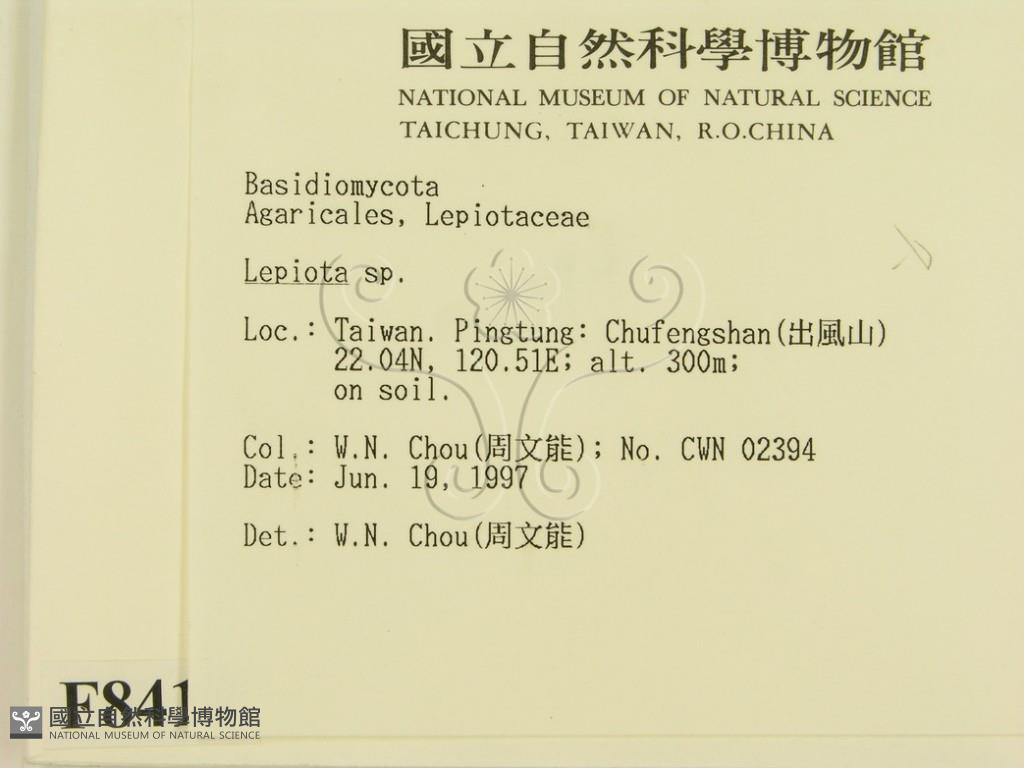 國立自然科學博物館
NATIONAL MUSEUM OF NATURAL SCIENCE
TAICHUNG, TAIWAN, R.O.CHINA
Basidiomycota
Agaricales, Lepiotaceae
Lepiota sp.
Loc.: Taiwan. Pingtung: Chufengshan(出風山)
22.04N, 120.51E; alt. 300m;
on soil.
Col.: W.N. Chou(周文能); No. CWN 02394
Date: Jun. 19, 1997
Det.: W.N. Chou(周文能)
F841
國立自然科學博物館
NATIONAL MUSEUM OF NATURAL SCIENCE